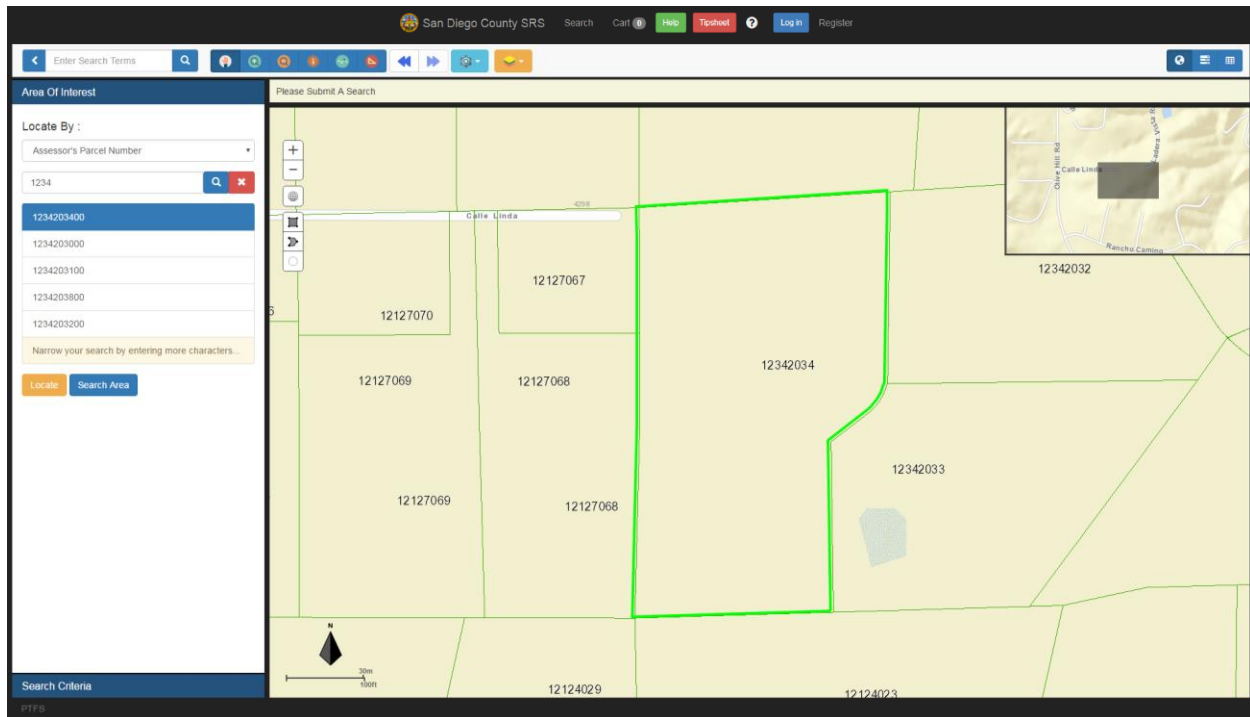 San Diego County SRS Search Cart 0 Help Tipsheet ? Log in Register
Enter Search Terms
Area Of Interest
Please Submit A Search
Locate By :
Assessor's Parcel Number
1234
1234203400
1234203000
1234203100
1234203800
1234203200
Narrow your search by entering more characters...
Locate Search Area
Search Criteria
PTFS
+
−
4298
Calle Linda
12127067
12127070
12127069
12127068
12342034
12342032
12342033
12127069
12127068
12124029
12124023
N
30m
100ft
Olive Hill Rd
Calle Linda
Ladera Vista R
Rancho Camino